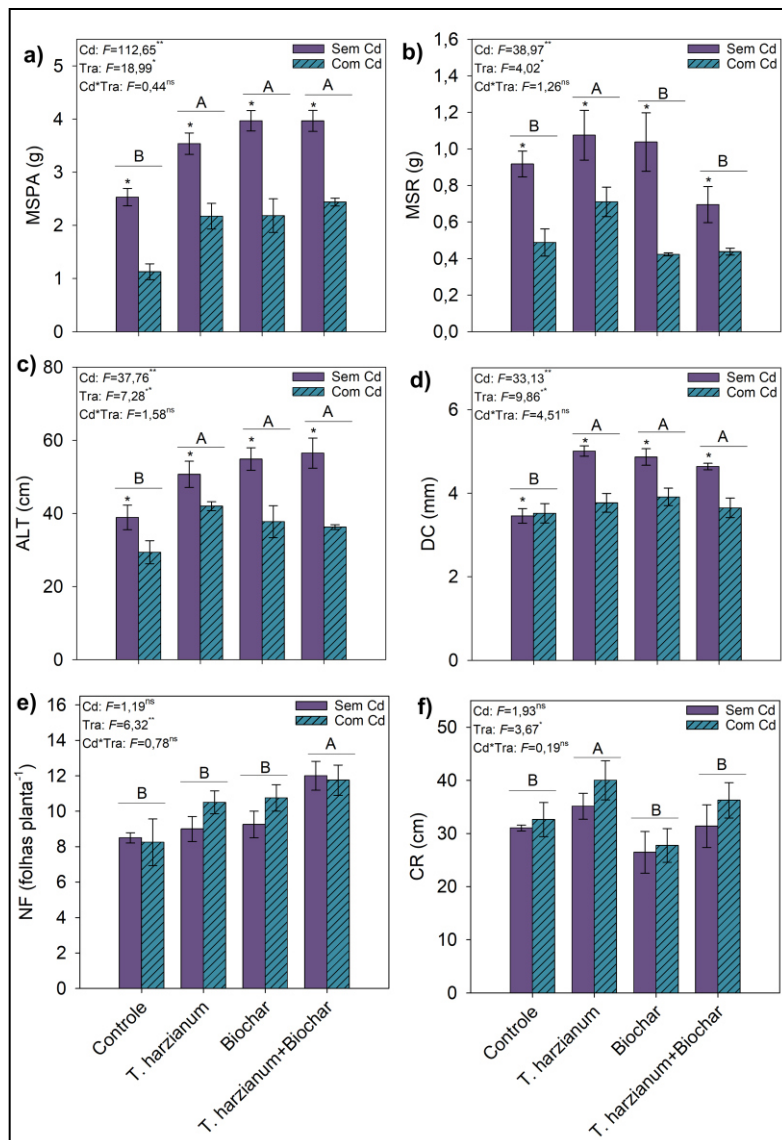 a)
Cd: F=112,65**
Tra: F=18,99*
Cd*Tra: F=0,44ns
Sem Cd
Com Cd
MSPA (g)
5
4
3
2
1
0
B
A
A
A
*
*
*
*
b)
Cd: F=38,97**
Tra: F=4,02*
Cd*Tra: F=1,26ns
Sem Cd
Com Cd
MSR (g)
1,6
1,4
1,2
1,0
0,8
0,6
0,4
0,2
0,0
B
A
B
B
*
*
*
*
c)
Cd: F=37,76**
Tra: F=7,28**
Cd*Tra: F=1,58ns
Sem Cd
Com Cd
ALT (cm)
80
60
40
20
0
B
A
A
A
*
*
*
*
d)
Cd: F=33,13**
Tra: F=9,86**
Cd*Tra: F=4,51ns
Sem Cd
Com Cd
DC (mm)
6
4
2
0
B
A
A
A
*
*
*
*
e)
Cd: F=1,19ns
Tra: F=6,32**
Cd*Tra: F=0,78ns
Sem Cd
Com Cd
NF (folhas planta-1)
16
14
12
10
8
6
4
2
0
B
B
B
A
Controle
T. harzianum
Biochar
T. harzianum+Biochar
f)
Cd: F=1,93ns
Tra: F=3,67*
Cd*Tra: F=0,19ns
Sem Cd
Com Cd
CR (cm)
50
40
30
20
10
0
B
A
B
B
Controle
T. harzianum
Biochar
T. harzianum+Biochar